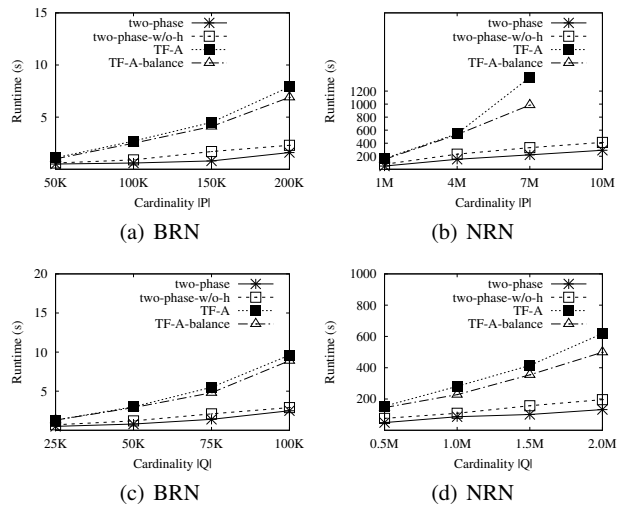 two-phase
two-phase-w/o-h
TF-A
TF-A-balance
Runtime (s)
15
10
5
50K 100K 150K 200K
Cardinality |P|
(a) BRN
two-phase
two-phase-w/o-h
TF-A
TF-A-balance
Runtime (s)
1200
1000
800
600
400
200
1M 4M 7M 10M
Cardinality |P|
(b) NRN
two-phase
two-phase-w/o-h
TF-A
TF-A-balance
Runtime (s)
20
15
10
5
25K 50K 75K 100K
Cardinality |Q|
(c) BRN
two-phase
two-phase-w/o-h
TF-A
TF-A-balance
Runtime (s)
1000
800
600
400
200
0.5M 1.0M 1.5M 2.0M
Cardinality |Q|
(d) NRN